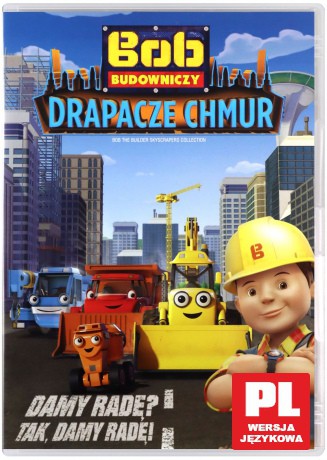 Bob
BUDOWNICZY
DRAPACZE CHMUR
BOB THE BUILDER SKYSCRAPERS COLLECTION
B
DAMY RADĘ?
TAK, DAMY RADĘ!
PL
WERSJA
JĘZYKOWA